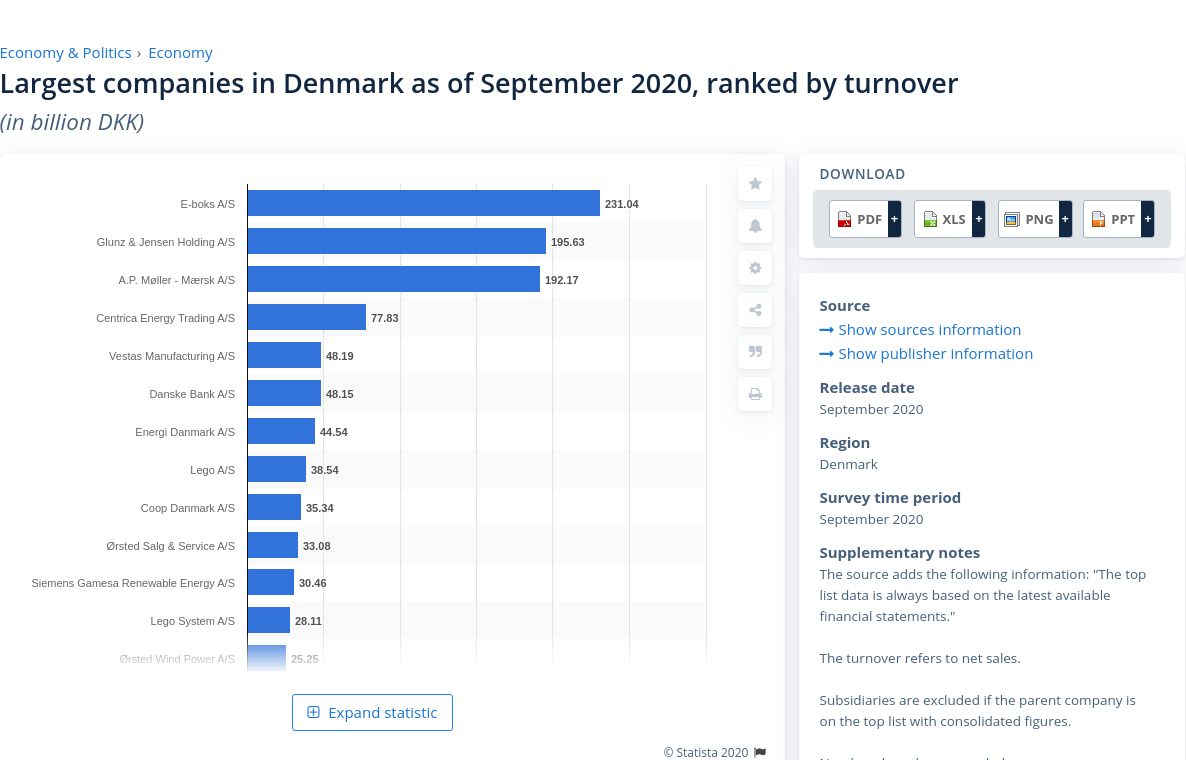 Economy & Politics › Economy
Largest companies in Denmark as of September 2020, ranked by turnover
(in billion DKK)
E-boks A/S 231.04
Glunz & Jensen Holding A/S 195.63
A.P. Møller - Mærsk A/S 192.17
Centrica Energy Trading A/S 77.83
Vestas Manufacturing A/S 48.19
Danske Bank A/S 48.15
Energi Danmark A/S 44.54
Lego A/S 38.54
Coop Danmark A/S 35.34
Ørsted Salg & Service A/S 33.08
Siemens Gamesa Renewable Energy A/S 30.46
Lego System A/S 28.11
Ørsted Wind Power A/S 25.25
Expand statistic
© Statista 2020
DOWNLOAD
PDF + XLS + PNG + PPT +
Source
Show sources information
Show publisher information
Release date
September 2020
Region
Denmark
Survey time period
September 2020
Supplementary notes
The source adds the following information: "The top
list data is always based on the latest available
financial statements."
The turnover refers to net sales.
Subsidiaries are excluded if the parent company is
on the top list with consolidated figures.